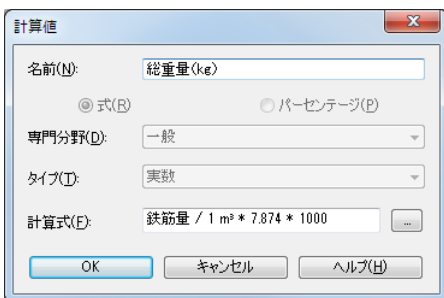 計算値
名前(N): 総重量(kg)
式(R) パーセンテージ(P)
専門分野(D): 一般
タイプ(T): 実数
計算式(F): 鉄筋量 / 1 m³ * 7.874 * 1000 ...
OK キャンセル ヘルプ(H)